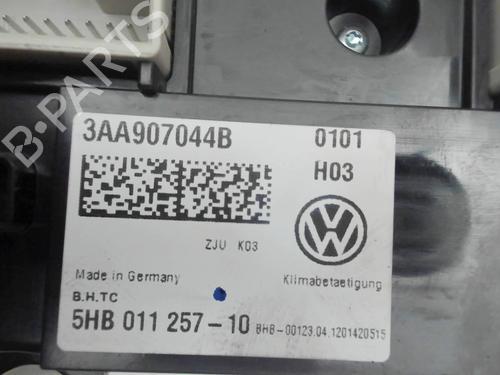 B-PARTS
3AA907044B 0101
H03
ZJU K03
Made in Germany Klimabetaetigung
B.H.TC
5HB 011 257-10 BHB-00123.04.1201420515